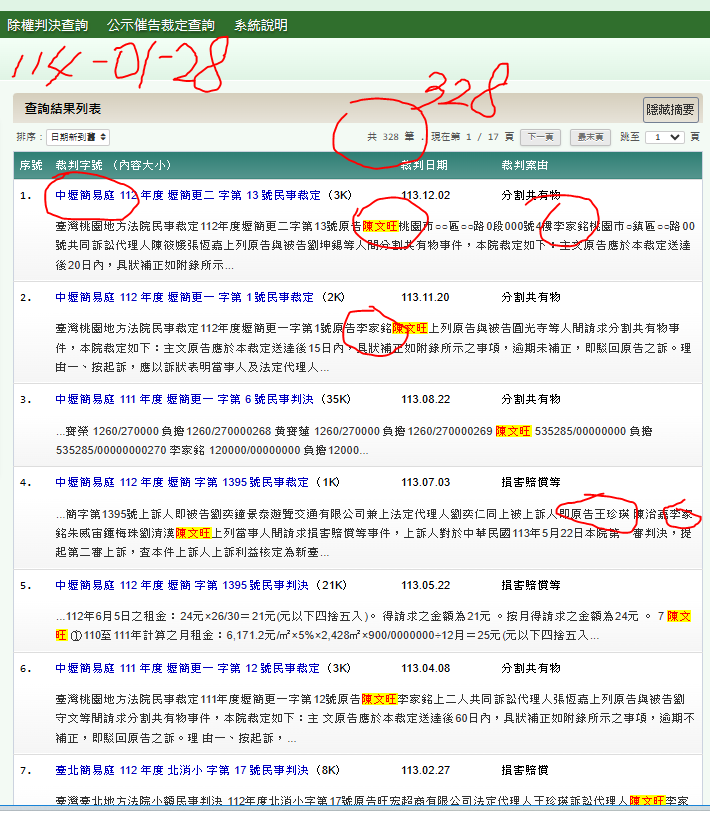 除權判決查詢 公示催告裁定查詢 系統說明
114-01-28
328
查詢結果列表 隱藏摘要
排序：日期新到舊 共 328 筆 . 現在第 1 / 17 頁 下一頁 最末頁 跳至 1 頁
序號 裁判字號 （內容大小） 裁判日期 裁判案由
1. 中壢簡易庭 112 年度 壢簡更二 字第 13 號民事裁定（3K） 113.12.02 分割共有物
臺灣桃園地方法院民事裁定112年度壢簡更二字第13號原告陳文旺桃園市○○區○○路0段000號4樓李家銘桃園市○鎮區○○路00
號共同訴訟代理人陳筱嬡張恆嘉上列原告與被告劉坤錫等人間分割共有物事件，本院裁定如下：主文原告應於本裁定送達
後20日內，具狀補正如附錄所示...
2. 中壢簡易庭 112 年度 壢簡更一 字第 1 號民事裁定（2K） 113.11.20 分割共有物
臺灣桃園地方法院民事裁定112年度壢簡更一字第1號原告李家銘陳文旺上列原告與被告圓光寺等人間請求分割共有物事
件，本院裁定如下：主文原告應於本裁定送達後15日內，具狀補正如附錄所示之事項，逾期未補正，即駁回原告之訴。理
由一、按起訴，應以訴狀表明當事人及法定代理人...
3. 中壢簡易庭 111 年度 壢簡更一 字第 6 號民事判決（35K） 113.08.22 分割共有物
...寶榮 1260/270000 負擔1260/270000268 黃寶蓮 1260/270000 負擔1260/270000269 陳文旺 535285/00000000 負擔
535285/00000000270 李家銘 120000/00000000 負擔12000...
4. 中壢簡易庭 112 年度 壢簡 字第 1395 號民事裁定（1K） 113.07.03 損害賠償等
...簡字第1395號上訴人即被告劉奕鐘景泰遊覽交通有限公司兼上法定代理人劉奕仁同上被上訴人即原告王珍瑛 陳治嘉李家
銘朱威宙鍾梅珠劉清漢陳文旺上列當事人間請求損害賠償等事件，上訴人對於中華民國113年5月22日本院第一審判決，提
起第二審上訴，查本件上訴人上訴利益核定為新臺...
5. 中壢簡易庭 112 年度 壢簡 字第 1395 號民事判決（21K） 113.05.22 損害賠償等
...112年6月5日之租金：24元×26/30＝21元(元以下四捨五入)。 得請求之金額為21元 。按月得請求之金額為24元 。 7 陳文
旺 ①110至111年計算之月租金：6,171.2元/㎡×5%×2,428㎡×900/0000000÷12月＝25元(元以下四捨五入...
6. 中壢簡易庭 111 年度 壢簡更一 字第 12 號民事裁定（3K） 113.04.08 分割共有物
臺灣桃園地方法院民事裁定111年度壢簡更一字第12號原告陳文旺李家銘上二人共同訴訟代理人張恆嘉上列原告與被告劉
守文等間請求分割共有物事件，本院裁定如下：主 文原告應於本裁定送達後60日內，具狀補正如附錄所示之事項，逾期不
補正，即駁回原告之訴。理 由一、按起訴，...
7. 臺北簡易庭 112 年度 北消小 字第 17 號民事判決（8K） 113.02.27 損害賠償
臺灣臺北地方法院小額民事判決 112年度北消小字第17號原告旺宏超商有限公司法定代理人王珍瑛訴訟代理人陳文旺李家